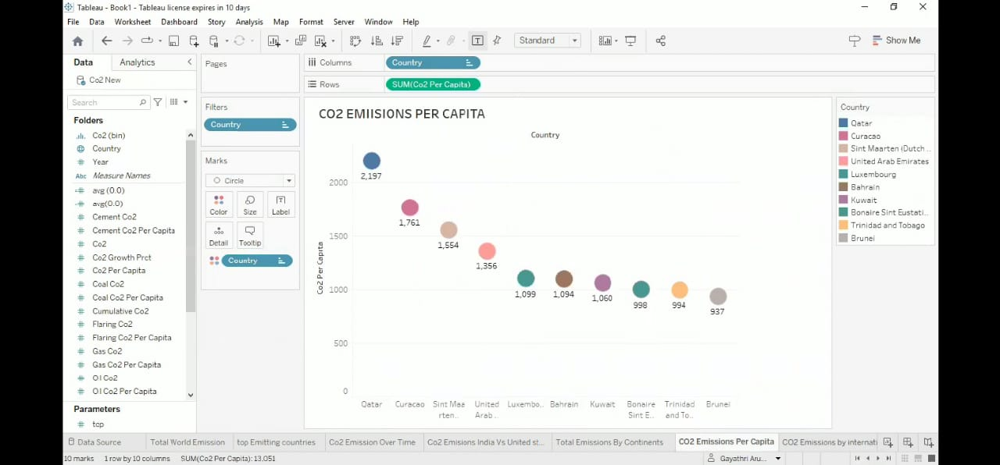 Tableau - Book1 - Tableau license expires in 10 days
File Data Worksheet Dashboard Story Analysis Map Format Server Window Help
Standard
Show Me
Data Analytics
Co2 New
Search
Folders
Co2 (bin)
Country
Year
Abc Measure Names
avg (0.0)
avg(0.0)
Cement Co2
Cement Co2 Per Capita
Co2
Co2 Growth Prct
Co2 Per Capita
Coal Co2
Coal Co2 Per Capita
Cumulative Co2
Flaring Co2
Flaring Co2 Per Capita
Gas Co2
Gas Co2 Per Capita
Oil Co2
Oil Co2 Per Capita
Parameters
top
Pages
Filters
Country
Marks
Circle
Color Size Label
Detail Tooltip
Country
Columns Country
Rows SUM(Co2 Per Capita)
CO2 EMIISIONS PER CAPITA
Country
Co2 Per Capita
2000
1500
1000
500
0
2,197
1,761
1,554
1,356
1,099
1,094
1,060
998
994
937
Qatar Curacao Sint Maa Unit­ed Luxembo.. Bahrain Kuwait Bonaire Trinidad Brunei
rten.. Arab .. Sint E.. and To..
Country
Qatar
Curacao
Sint Maarten (Dutch ..
United Arab Emirates
Luxembourg
Bahrain
Kuwait
Bonaire Sint Eustati..
Trinidad and Tobago
Brunei
Data Source Total World Emission top Emitting countries Co2 Emission Over Time Co2 Emisions India Vs United st... Total Emissions By Continents CO2 Emissions Per Capita CO2 Emissions by internati
10 marks 1 row by 10 columns SUM(Co2 Per Capita): 13,051 Gayathri Aru...